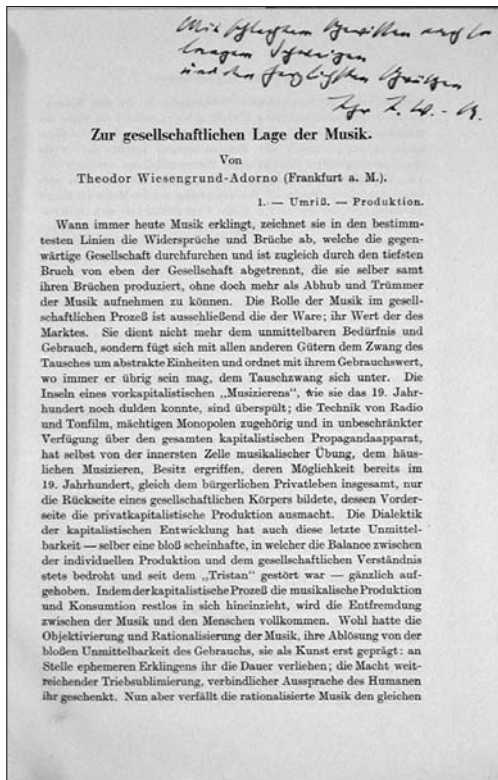 Mit schlechtem Gewissen nach so
langem Schweigen
und den herzlichsten Grüßen
Ihr T. W.-A.
Zur gesellschaftlichen Lage der Musik.
Von
Theodor Wiesengrund-Adorno (Frankfurt a. M.).
1. — Umriß. — Produktion.
Wann immer heute Musik erklingt, zeichnet sie in den bestimm-
testen Linien die Widersprüche und Brüche ab, welche die gegen-
wärtige Gesellschaft durchfurchen und ist zugleich durch den tiefsten
Bruch von eben der Gesellschaft abgetrennt, die sie selber samt
ihren Brüchen produziert, ohne doch mehr als Abhub und Trümmer
der Musik aufnehmen zu können. Die Rolle der Musik im gesell-
schaftlichen Prozeß ist ausschließend die der Ware; ihr Wert der des
Marktes. Sie dient nicht mehr dem unmittelbaren Bedürfnis und
Gebrauch, sondern fügt sich mit allen anderen Gütern dem Zwang des
Tausches um abstrakte Einheiten und ordnet mit ihrem Gebrauchswert,
wo immer er übrig sein mag, dem Tauschzwang sich unter. Die
Inseln eines vorkapitalistischen „Musizierens", wie sie das 19. Jahr-
hundert noch dulden konnte, sind überspült; die Technik von Radio
und Tonfilm, mächtigen Monopolen zugehörig und in unbeschränkter
Verfügung über den gesamten kapitalistischen Propagandaapparat,
hat selbst von der innersten Zelle musikalischer Übung, dem häus-
lichen Musizieren, Besitz ergriffen, deren Möglichkeit bereits im
19. Jahrhundert, gleich dem bürgerlichen Privatleben insgesamt, nur
die Rückseite eines gesellschaftlichen Körpers bildete, dessen Vorder-
seite die privatkapitalistische Produktion ausmacht. Die Dialektik
der kapitalistischen Entwicklung hat auch diese letzte Unmittel-
barkeit — selber eine bloß scheinhafte, in welcher die Balance zwischen
der individuellen Produktion und dem gesellschaftlichen Verständnis
stets bedroht und seit dem „Tristan" gestört war — gänzlich auf-
gehoben. Indem der kapitalistische Prozeß die musikalische Produktion
und Konsumtion restlos in sich hineinzieht, wird die Entfremdung
zwischen der Musik und den Menschen vollkommen. Wohl hatte die
Objektivierung und Rationalisierung der Musik, ihre Ablösung von der
bloßen Unmittelbarkeit des Gebrauchs, sie als Kunst erst geprägt: an
Stelle ephemeren Erklingens ihr die Dauer verliehen; die Macht weit-
reichender Triebsublimierung, verbindlicher Aussprache des Humanen
ihr geschenkt. Nun aber verfällt die rationalisierte Musik den gleichen